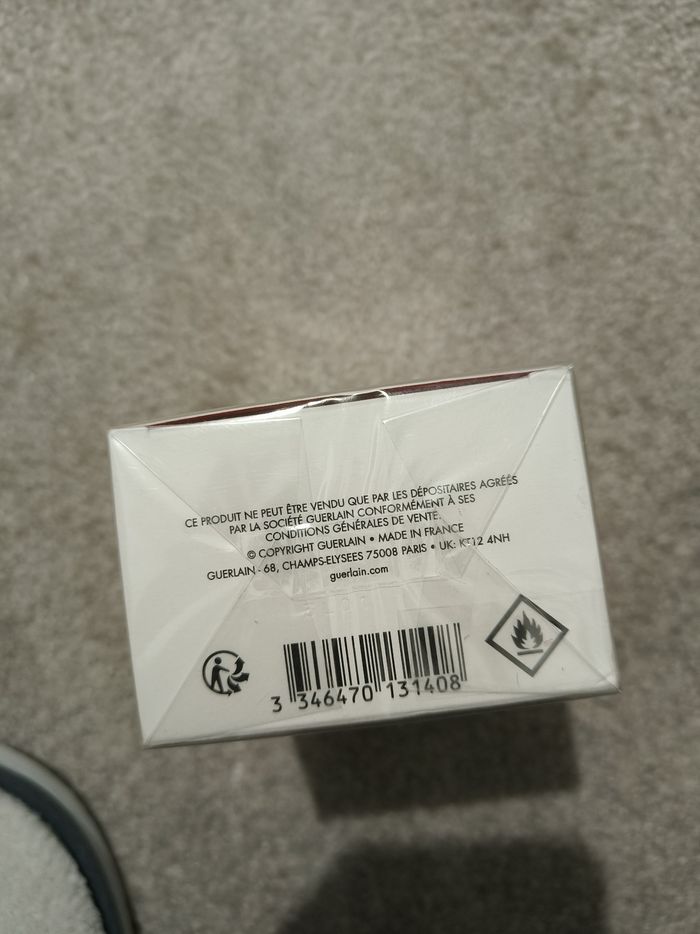 CE PRODUIT NE PEUT ÊTRE VENDU QUE PAR LES DÉPOSITAIRES AGRÉÉS
PAR LA SOCIÉTÉ GUERLAIN CONFORMÉMENT À SES
CONDITIONS GÉNÉRALES DE VENTE.
© COPYRIGHT GUERLAIN • MADE IN FRANCE
GUERLAIN - 68, CHAMPS-ELYSEES 75008 PARIS • UK: KT12 4NH
guerlain.com
3 346470 131408